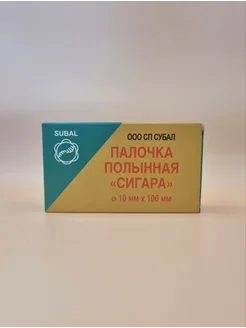 SUBAL
ООО СП СУБАЛ
ПАЛОЧКА
ПОЛЫННАЯ
«СИГАРА»
⌀ 10 мм х 100 мм